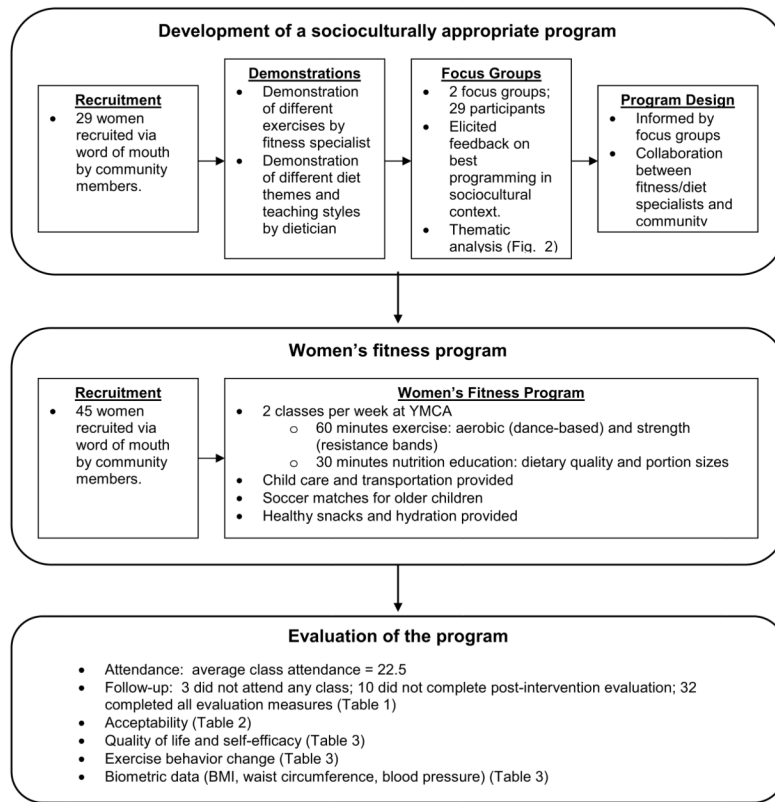 Development of a socioculturally appropriate program
Recruitment
• 29 women
recruited via
word of mouth
by community
members.
Demonstrations
• Demonstration
of different
exercises by
fitness specialist
• Demonstration
of different diet
themes and
teaching styles
by dietician
Focus Groups
• 2 focus groups;
29 participants
• Elicited
feedback on
best
programming in
sociocultural
context.
• Thematic
analysis (Fig. 2)
Program Design
• Informed by
focus groups
• Collaboration
between
fitness/diet
specialists and
community
Women's fitness program
Recruitment
• 45 women
recruited via
word of mouth
by community
members.
Women's Fitness Program
• 2 classes per week at YMCA
o 60 minutes exercise: aerobic (dance-based) and strength
(resistance bands)
o 30 minutes nutrition education: dietary quality and portion sizes
• Child care and transportation provided
• Soccer matches for older children
• Healthy snacks and hydration provided
Evaluation of the program
• Attendance: average class attendance = 22.5
• Follow-up: 3 did not attend any class; 10 did not complete post-intervention evaluation; 32
completed all evaluation measures (Table 1)
• Acceptability (Table 2)
• Quality of life and self-efficacy (Table 3)
• Exercise behavior change (Table 3)
• Biometric data (BMI, waist circumference, blood pressure) (Table 3)